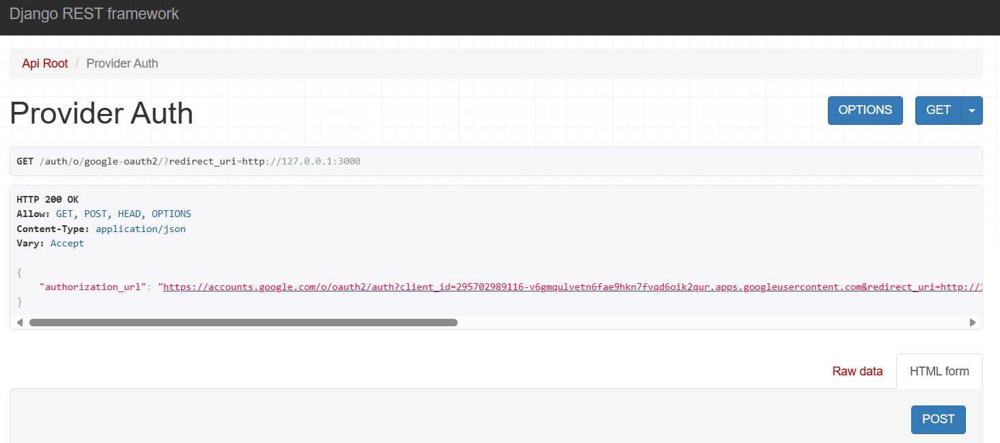 Django REST framework
Api Root / Provider Auth
Provider Auth
OPTIONS
GET
GET /auth/o/google-oauth2/?redirect_uri=http://127.0.0.1:3000
HTTP 200 OK
Allow: GET, POST, HEAD, OPTIONS
Content-Type: application/json
Vary: Accept
{
"authorization_url": "https://accounts.google.com/o/oauth2/auth?client_id=295702989116-v6gmqulvetn6fae9hkn7fvqd6oik2qur.apps.googleusercontent.com&redirect_uri=http://1
}
Raw data
HTML form
POST